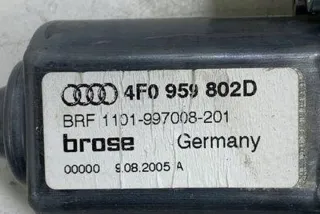 4F0 959 802D
BRF 1101-997008-201
brose Germany
00000 9.08.2005 A